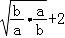 √(b/a • a/b) + 2